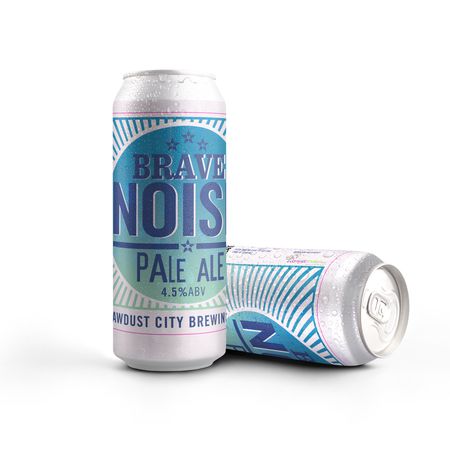 BRAVE
NOIS
PALE ALE
4.5%ABV
AWDUST CITY BREWIN
N